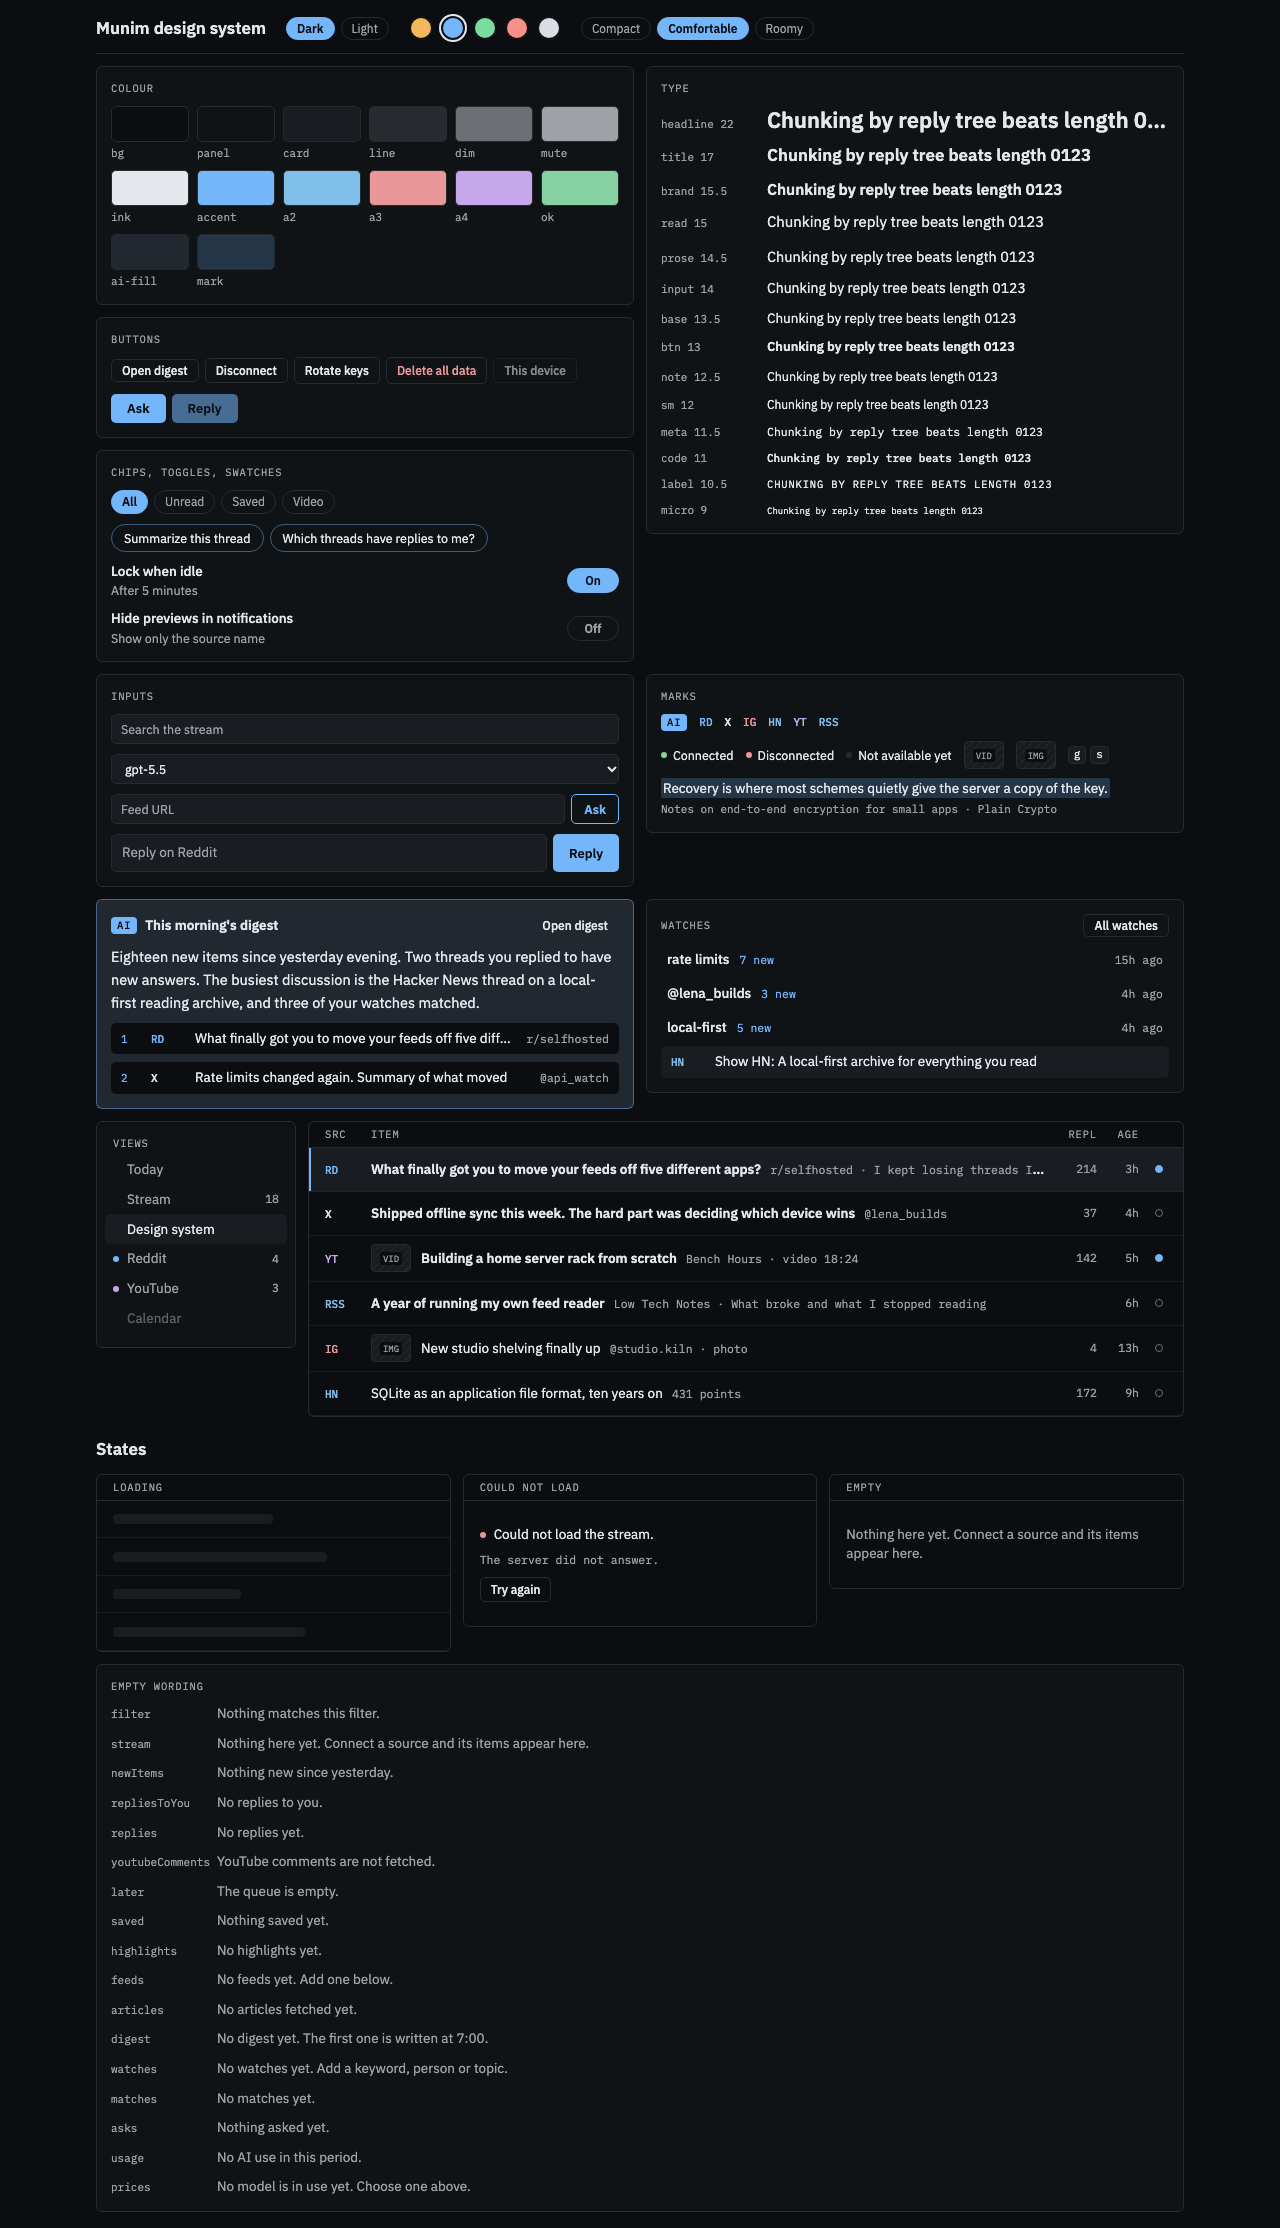 Munim design system Dark Light Compact Comfortable Roomy
COLOUR
bg panel card line dim mute
ink accent a2 a3 a4 ok
ai-fill mark
TYPE
headline 22 Chunking by reply tree beats length 0...
title 17 Chunking by reply tree beats length 0123
brand 15.5 Chunking by reply tree beats length 0123
read 15 Chunking by reply tree beats length 0123
prose 14.5 Chunking by reply tree beats length 0123
input 14 Chunking by reply tree beats length 0123
base 13.5 Chunking by reply tree beats length 0123
btn 13 Chunking by reply tree beats length 0123
note 12.5 Chunking by reply tree beats length 0123
sm 12 Chunking by reply tree beats length 0123
meta 11.5 Chunking by reply tree beats length 0123
code 11 Chunking by reply tree beats length 0123
label 10.5 CHUNKING BY REPLY TREE BEATS LENGTH 0123
micro 9 Chunking by reply tree beats length 0123
BUTTONS
Open digest Disconnect Rotate keys Delete all data This device
Ask Reply
CHIPS, TOGGLES, SWATCHES
All Unread Saved Video
Summarize this thread Which threads have replies to me?
Lock when idle
After 5 minutes
On
Hide previews in notifications
Show only the source name
Off
INPUTS
Search the stream
gpt-5.5
Feed URL Ask
Reply on Reddit Reply
MARKS
AI RD X IG HN YT RSS
Connected Disconnected Not available yet VID IMG g s
Recovery is where most schemes quietly give the server a copy of the key.
Notes on end-to-end encryption for small apps · Plain Crypto
AI This morning's digest Open digest
Eighteen new items since yesterday evening. Two threads you replied to have
new answers. The busiest discussion is the Hacker News thread on a local-
first reading archive, and three of your watches matched.
1 RD What finally got you to move your feeds off five diff... r/selfhosted
2 X Rate limits changed again. Summary of what moved @api_watch
WATCHES All watches
rate limits 7 new 15h ago
@lena_builds 3 new 4h ago
local-first 5 new 4h ago
HN Show HN: A local-first archive for everything you read
VIEWS
Today
Stream 18
Design system
Reddit 4
YouTube 3
Calendar
SRC ITEM REPL AGE
RD What finally got you to move your feeds off five different apps? r/selfhosted · I kept losing threads I... 214 3h
X Shipped offline sync this week. The hard part was deciding which device wins @lena_builds 37 4h
YT VID Building a home server rack from scratch Bench Hours · video 18:24 142 5h
RSS A year of running my own feed reader Low Tech Notes · What broke and what I stopped reading 6h
IG IMG New studio shelving finally up @studio.kiln · photo 4 13h
HN SQLite as an application file format, ten years on 431 points 172 9h
States
LOADING
COULD NOT LOAD
Could not load the stream.
The server did not answer.
Try again
EMPTY
Nothing here yet. Connect a source and its items
appear here.
EMPTY WORDING
filter Nothing matches this filter.
stream Nothing here yet. Connect a source and its items appear here.
newItems Nothing new since yesterday.
repliesToYou No replies to you.
replies No replies yet.
youtubeComments YouTube comments are not fetched.
later The queue is empty.
saved Nothing saved yet.
highlights No highlights yet.
feeds No feeds yet. Add one below.
articles No articles fetched yet.
digest No digest yet. The first one is written at 7:00.
watches No watches yet. Add a keyword, person or topic.
matches No matches yet.
asks Nothing asked yet.
usage No AI use in this period.
prices No model is in use yet. Choose one above.